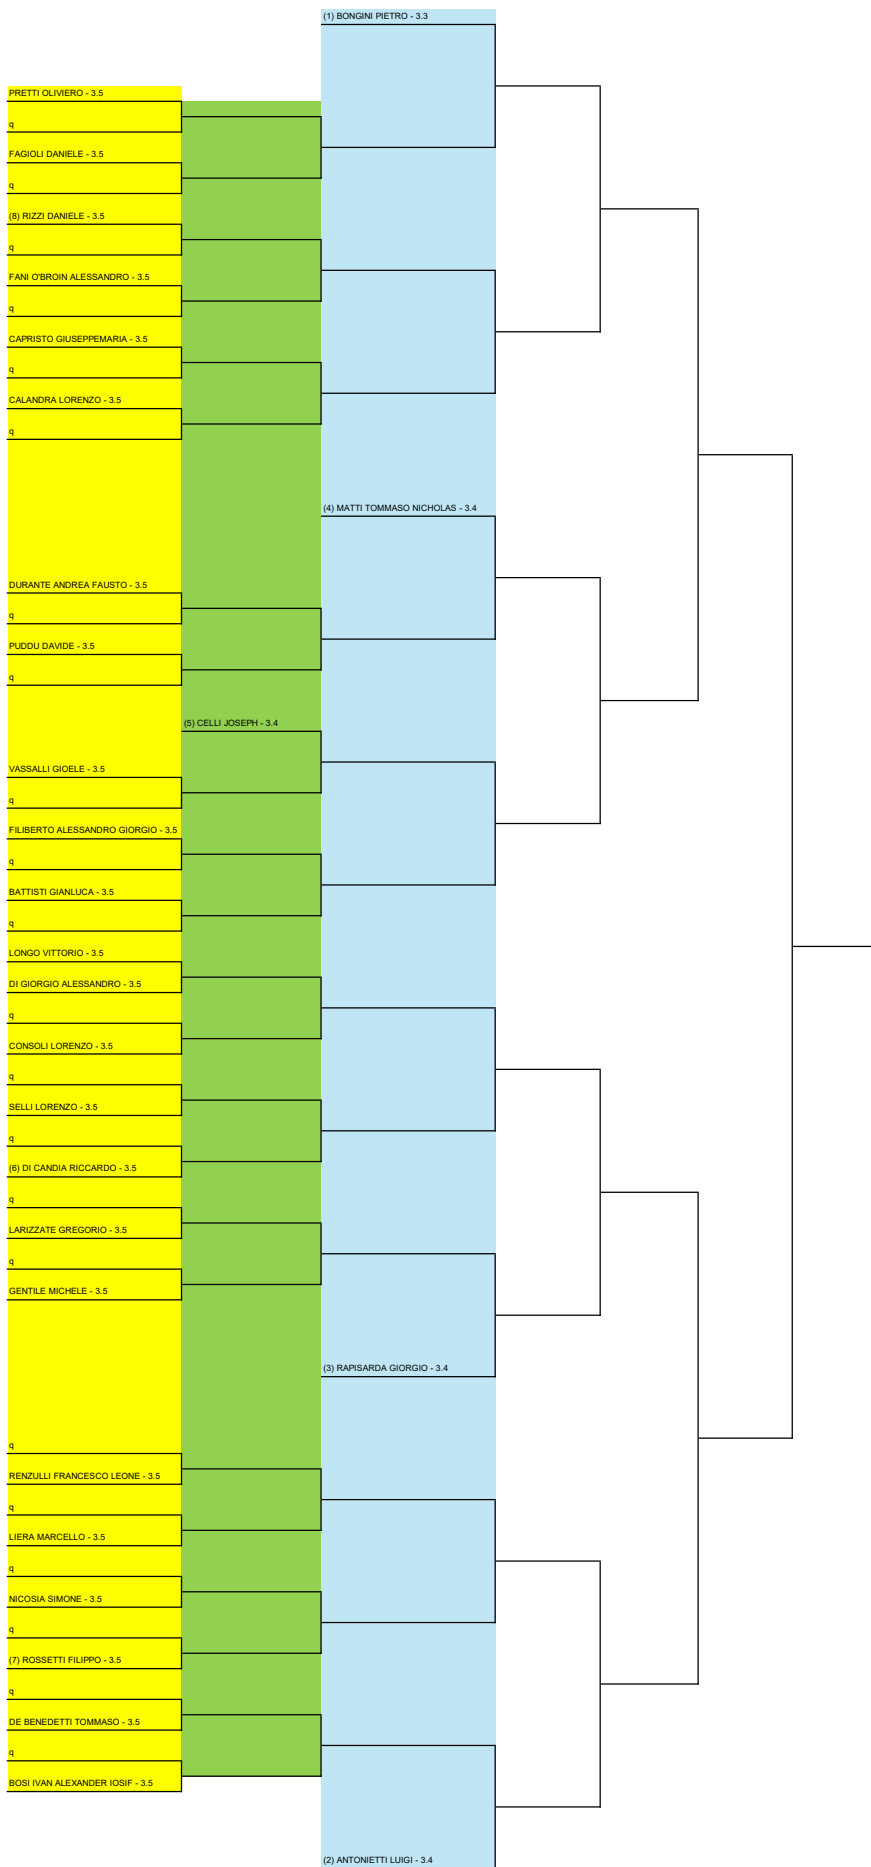 (1) BONGINI PIETRO - 3.3
PRETTI OLIVIERO - 3.5
q
FAGIOLI DANIELE - 3.5
q
(8) RIZZI DANIELE - 3.5
q
FANI O'BROIN ALESSANDRO - 3.5
q
CAPRISTO GIUSEPPEMARIA - 3.5
q
CALANDRA LORENZO - 3.5
q
(4) MATTI TOMMASO NICHOLAS - 3.4
DURANTE ANDREA FAUSTO - 3.5
q
PUDDU DAVIDE - 3.5
q
(5) CELLI JOSEPH - 3.4
VASSALLI GIOELE - 3.5
q
FILIBERTO ALESSANDRO GIORGIO - 3.5
q
BATTISTI GIANLUCA - 3.5
q
LONGO VITTORIO - 3.5
DI GIORGIO ALESSANDRO - 3.5
q
CONSOLI LORENZO - 3.5
q
SELLI LORENZO - 3.5
q
(6) DI CANDIA RICCARDO - 3.5
q
LARIZZATE GREGORIO - 3.5
q
GENTILE MICHELE - 3.5
(3) RAPISARDA GIORGIO - 3.4
q
RENZULLI FRANCESCO LEONE - 3.5
q
LIERA MARCELLO - 3.5
q
NICOSIA SIMONE - 3.5
q
(7) ROSSETTI FILIPPO - 3.5
q
DE BENEDETTI TOMMASO - 3.5
q
BOSI IVAN ALEXANDER IOSIF - 3.5
(2) ANTONIETTI LUIGI - 3.4